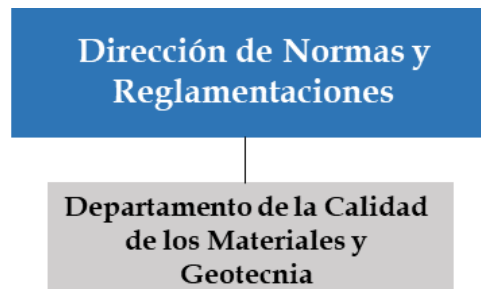 Dirección de Normas y
Reglamentaciones
Departamento de la Calidad
de los Materiales y
Geotecnia